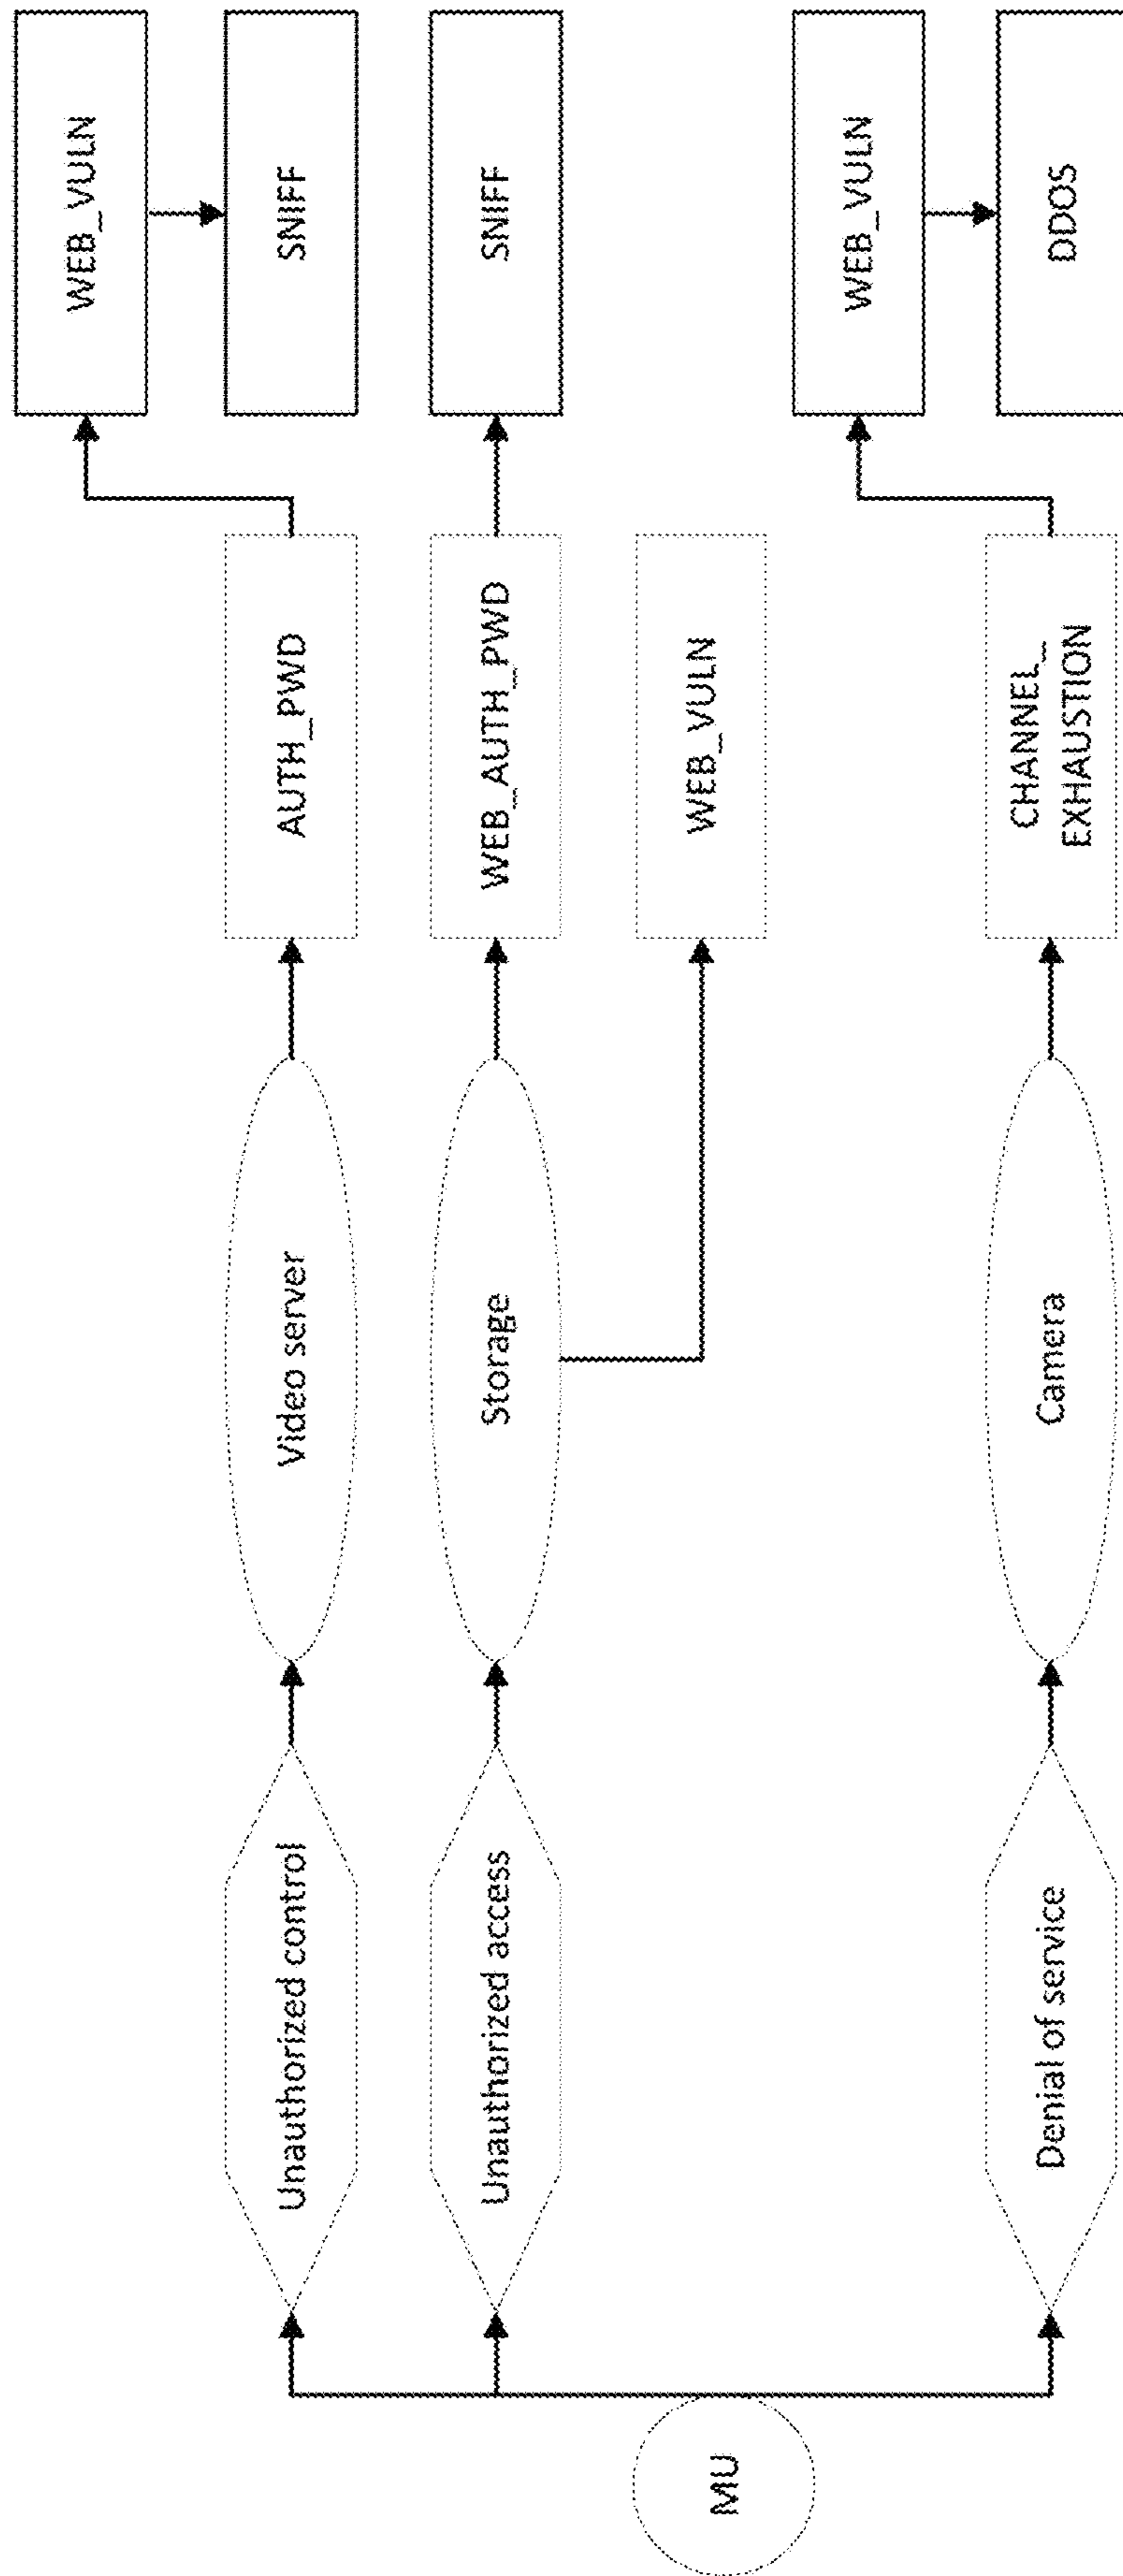 MU
Unauthorized control
Video server
AUTH_PWD
WEB_VULN
SNIFF
Unauthorized access
Storage
WEB_AUTH_PWD
SNIFF
WEB_VULN
Denial of service
Camera
CHANNEL_
EXHAUSTION
WEB_VULN
DDOS